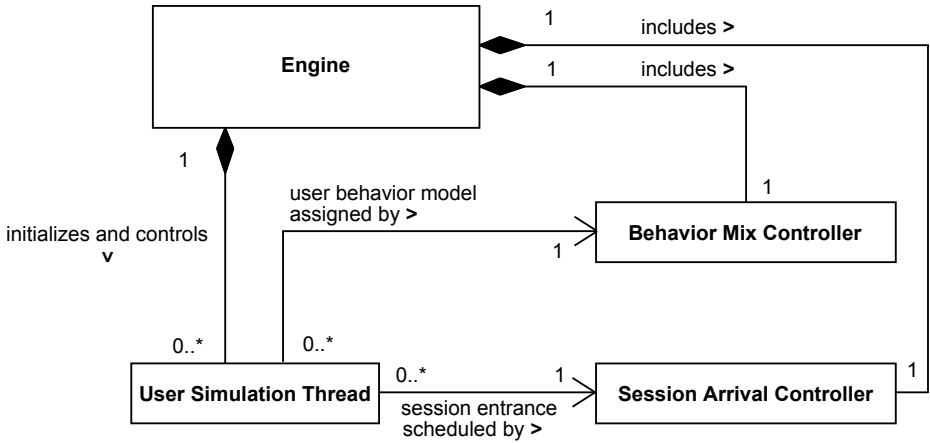 1
includes >
Engine
1
includes >
1
user behavior model
assigned by >
1
initializes and controls
v
Behavior Mix Controller
1
0..*
0..*
0..*
1
1
User Simulation Thread
Session Arrival Controller
session entrance
scheduled by >